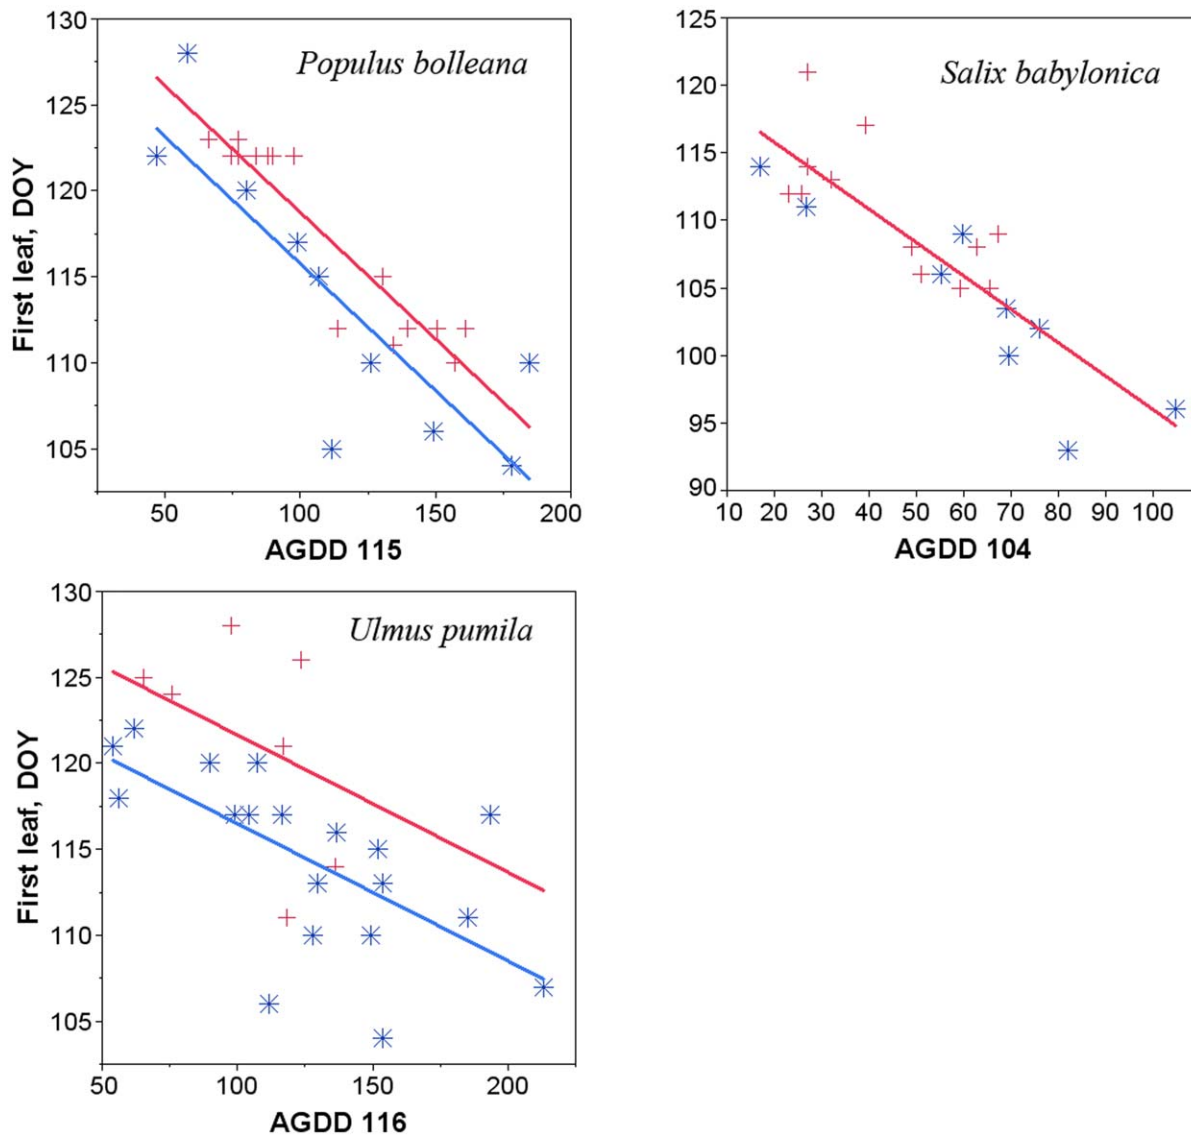 Populus bolleana
First leaf, DOY
130
125
120
115
110
105
50 100 150 200
AGDD 115
Salix babylonica
125
120
115
110
105
100
95
90
10 20 30 40 50 60 70 80 90 100
AGDD 104
Ulmus pumila
First leaf, DOY
130
125
120
115
110
105
50 100 150 200
AGDD 116